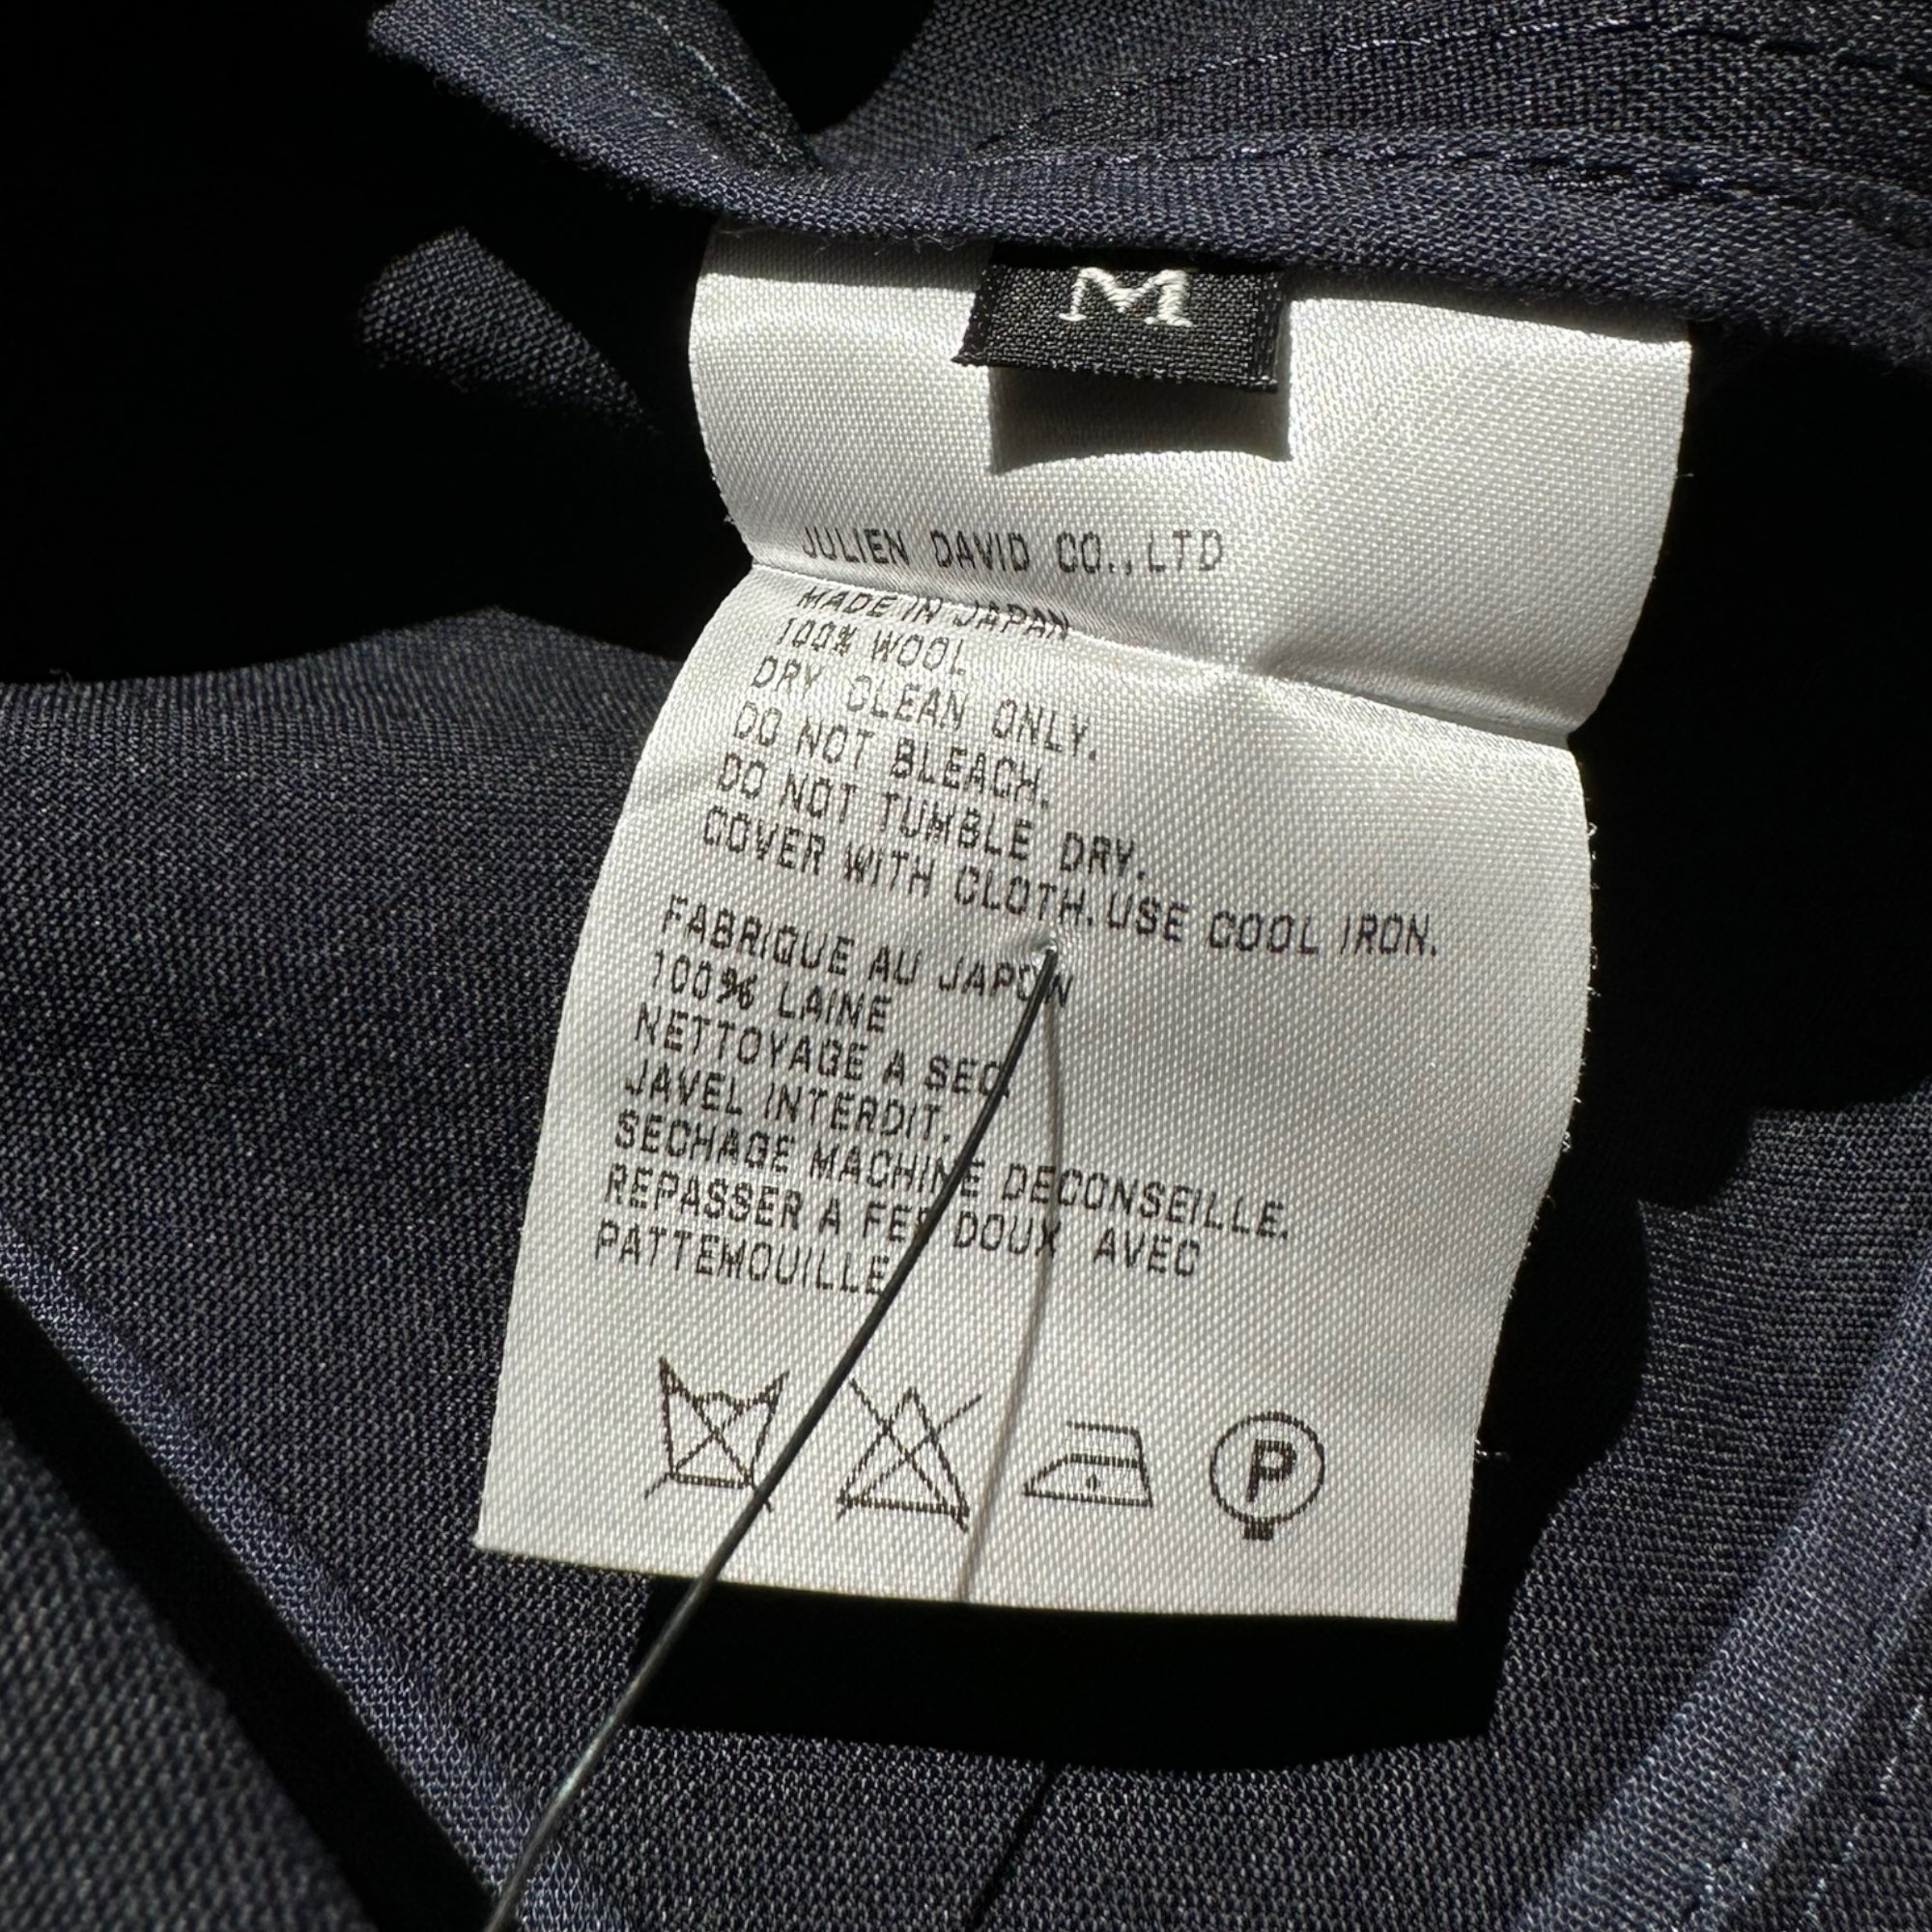 M
JULIEN DAVID CO.,LTD
MADE IN JAPAN
100% WOOL
DRY CLEAN ONLY.
DO NOT BLEACH.
DO NOT TUMBLE DRY.
COVER WITH CLOTH.USE COOL IRON.
FABRIQUE AU JAPON
100% LAINE
NETTOYAGE A SEC.
JAVEL INTERDIT.
SECHAGE MACHINE DECONSEILLE.
REPASSER A FER DOUX AVEC
PATTEMOUILLE
P